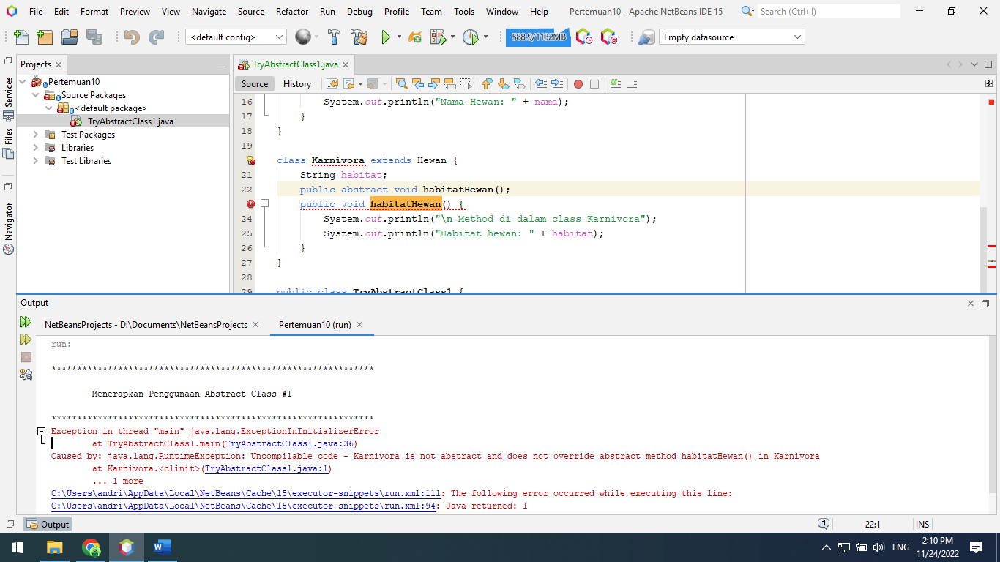 File Edit View Navigate Source Refactor Run Debug Profile Team Tools Window Help Pertemuan10 - Apache NetBeans IDE 15 Search (Ctrl+I)
<default config> 588.9/1132MB Empty datasource
Projects
Pertemuan10
Source Packages
<default package>
TryAbstractClass1.java
Test Packages
Libraries
Test Libraries
Services
Files
Navigator
TryAbstractClass1.java
Source History
16 System.out.println("Nama Hewan: " + nama);
17 }
18 }
19
class Karnivora extends Hewan {
21 String habitat;
22 public abstract void habitatHewan();
public void habitatHewan() {
24 System.out.println("\n Method di dalam class Karnivora");
25 System.out.println("Habitat hewan: " + habitat);
26 }
27 }
28
29 public class TryAbstractClass1 {
Output
NetBeansProjects - D:\Documents\NetBeansProjects Pertemuan10 (run)
run:
***************************************************************
Menerapkan Penggunaan Abstract Class #1
***************************************************************
Exception in thread "main" java.lang.ExceptionInInitializerError
at TryAbstractClass1.main(TryAbstractClass1.java:36)
Caused by: java.lang.RuntimeException: Uncompilable code - Karnivora is not abstract and does not override abstract method habitatHewan() in Karnivora
at Karnivora.<clinit>(TryAbstractClass1.java:1)
... 1 more
C:\Users\andri\AppData\Local\NetBeans\Cache\15\executor-snippets\run.xml:111: The following error occurred while executing this line:
C:\Users\andri\AppData\Local\NetBeans\Cache\15\executor-snippets\run.xml:94: Java returned: 1
Output 1 22:1 INS
ENG 2:10 PM
11/24/2022